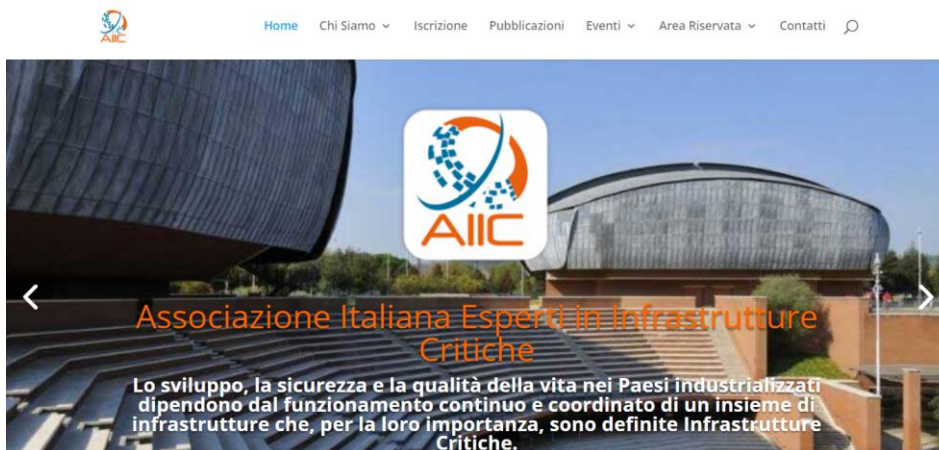 AIIC
Home Chi Siamo Iscrizione Pubblicazioni Eventi Area Riservata Contatti
AIIC
Associazione Italiana Esperti in Infrastrutture
Critiche
Lo sviluppo, la sicurezza e la qualità della vita nei Paesi industrializzati
dipendono dal funzionamento continuo e coordinato di un insieme di
infrastrutture che, per la loro importanza, sono definite Infrastrutture
Critiche.